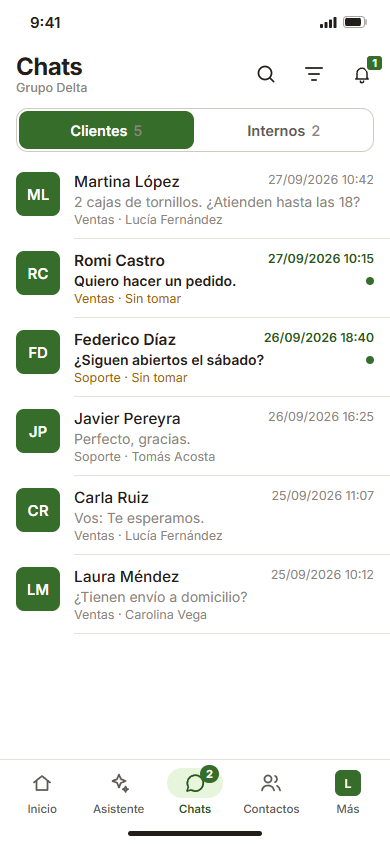 9:41
Chats
Grupo Delta
1
Clientes 5
Internos 2
ML
Martina López
27/09/2026 10:42
2 cajas de tornillos. ¿Atienden hasta las 18?
Ventas · Lucía Fernández
RC
Romi Castro
27/09/2026 10:15
Quiero hacer un pedido.
Ventas · Sin tomar
FD
Federico Díaz
26/09/2026 18:40
¿Siguen abiertos el sábado?
Soporte · Sin tomar
JP
Javier Pereyra
26/09/2026 16:25
Perfecto, gracias.
Soporte · Tomás Acosta
CR
Carla Ruiz
25/09/2026 11:07
Vos: Te esperamos.
Ventas · Lucía Fernández
LM
Laura Méndez
25/09/2026 10:12
¿Tienen envío a domicilio?
Ventas · Carolina Vega
2
L
Inicio
Asistente
Chats
Contactos
Más